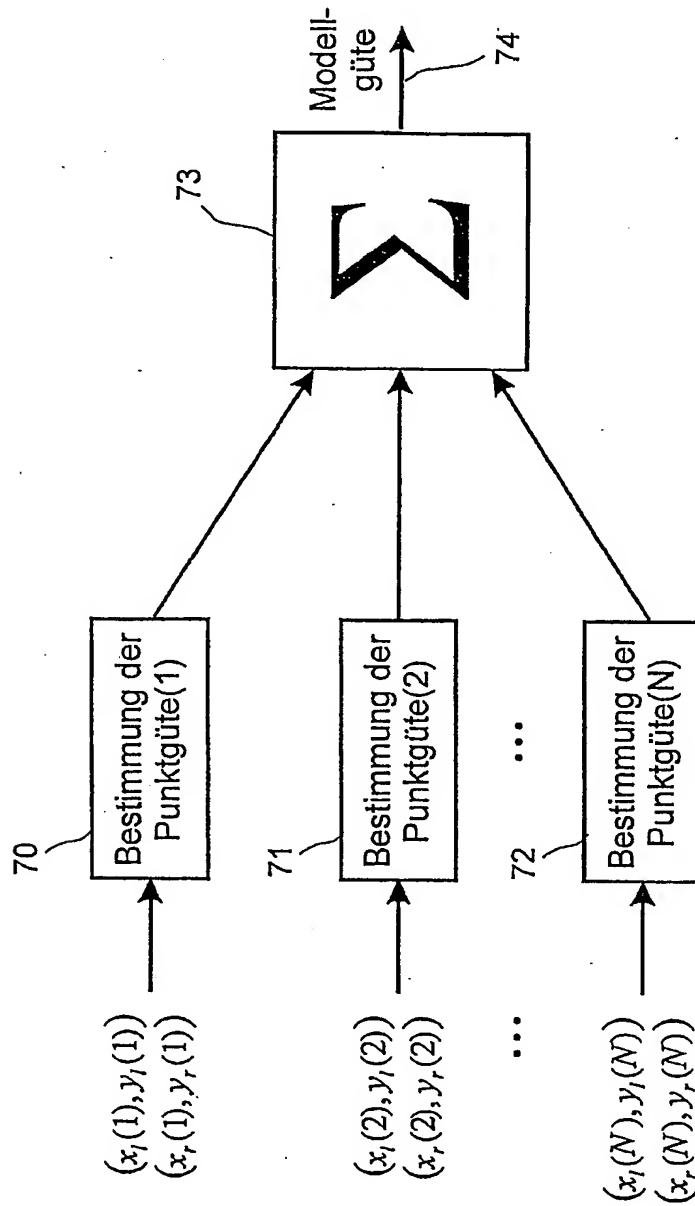 (x_l(1),y_l(1))
(x_r(1),y_r(1))
70
Bestimmung der
Punktgüte(1)
(x_l(2),y_l(2))
(x_r(2),y_r(2))
71
Bestimmung der
Punktgüte(2)
...
...
(x_l(N),y_l(N))
(x_r(N),y_r(N))
72
Bestimmung der
Punktgüte(N)
73
Σ
Modell-
güte
74